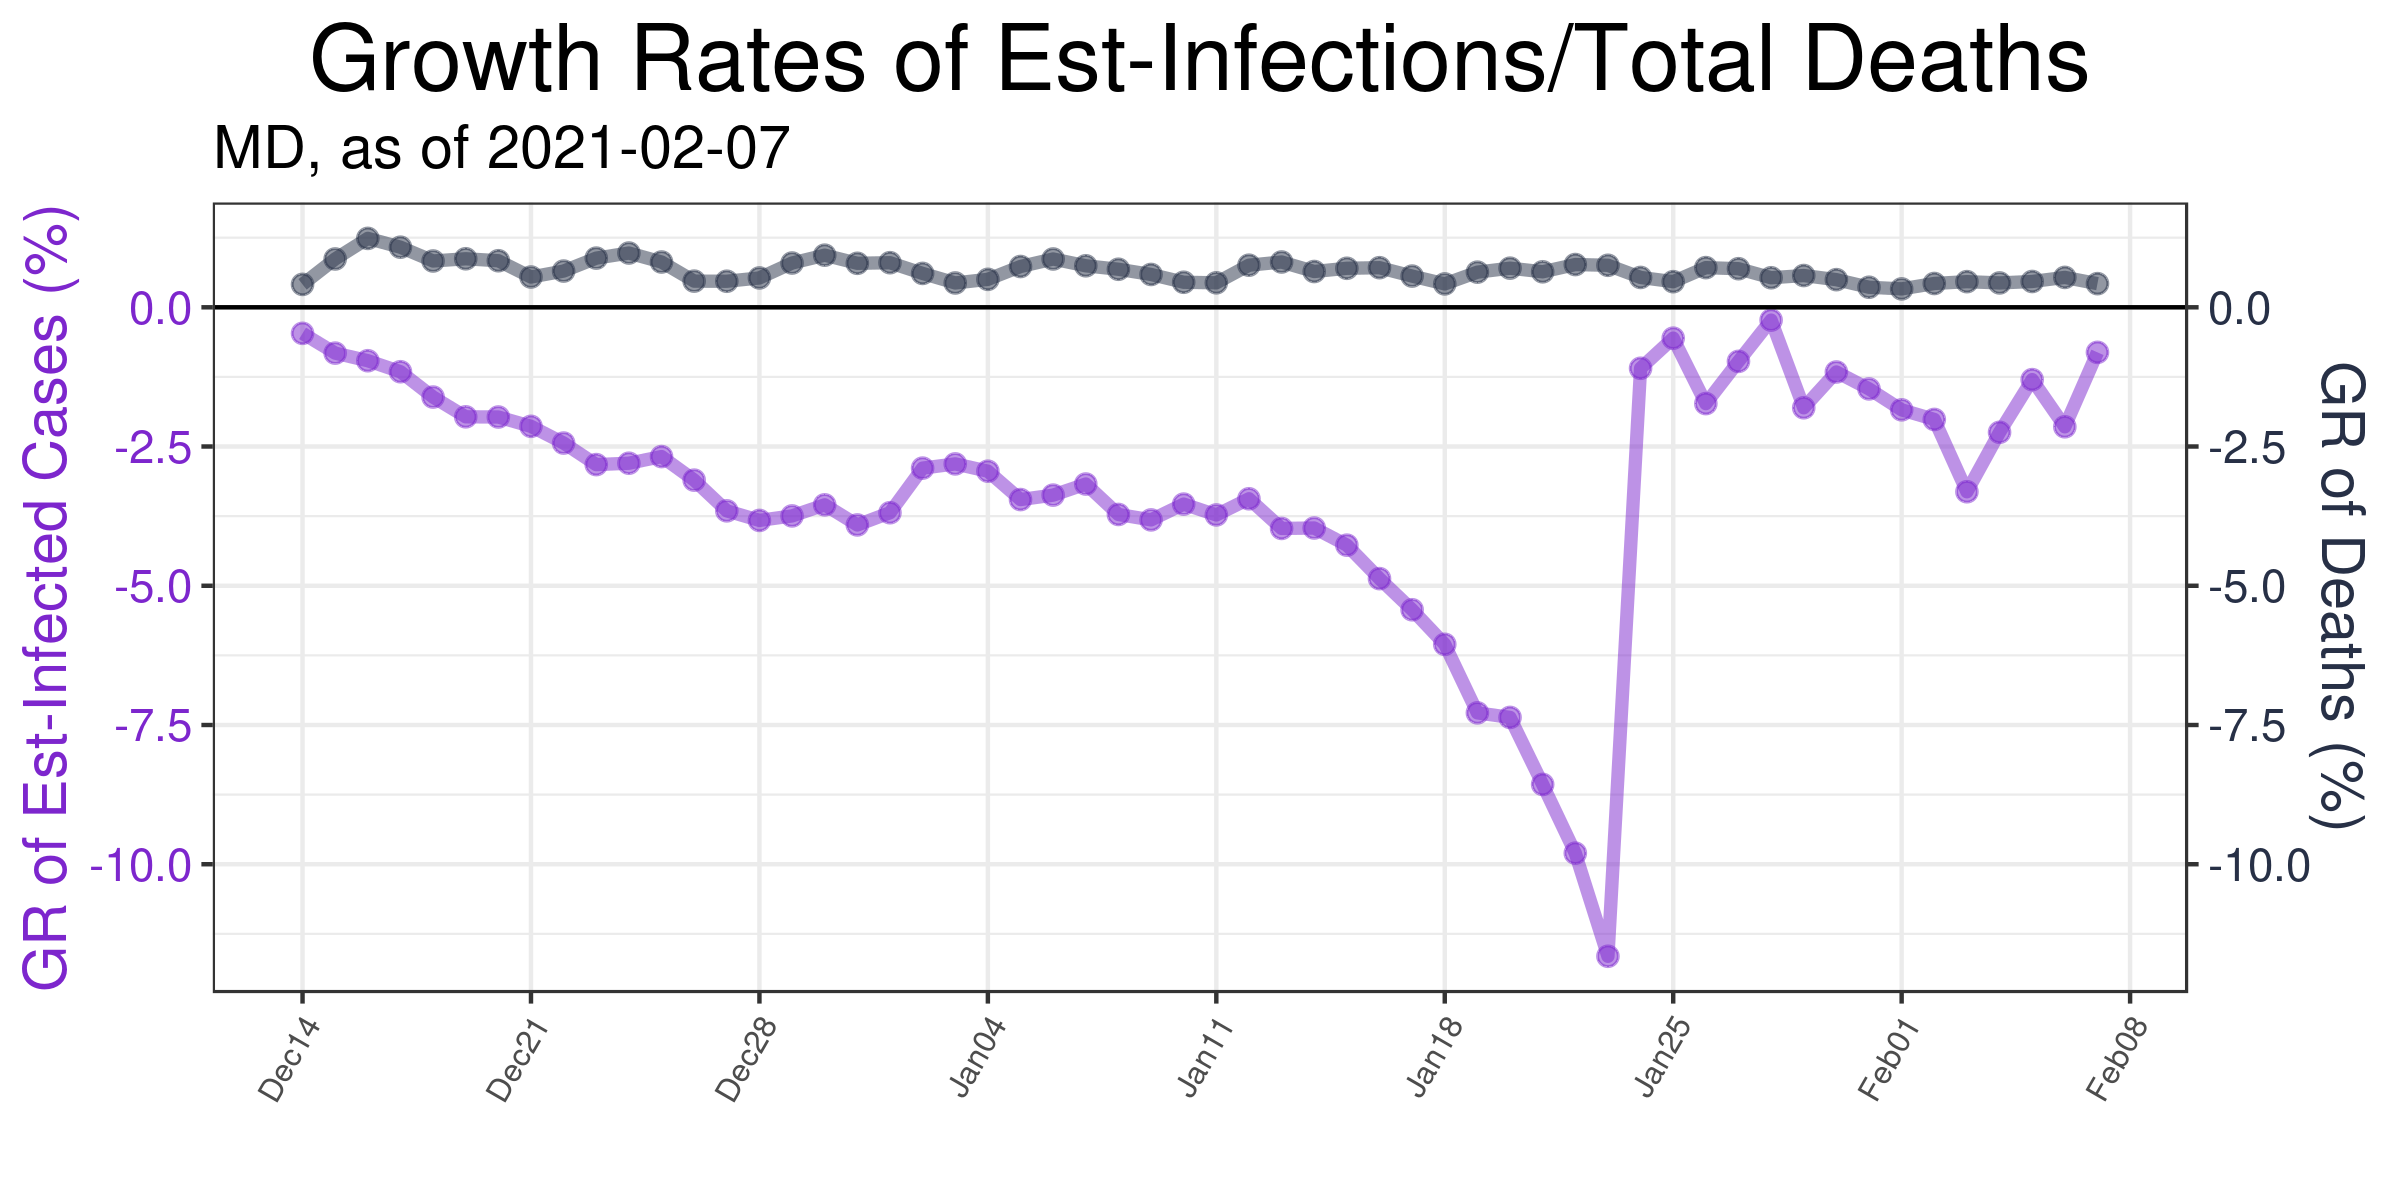 Growth Rates of Est-Infections/Total Deaths
MD, as of 2021-02-07
GR of Est-Infected Cases (%)
0.0
-2.5
-5.0
-7.5
-10.0
0.0
-2.5
-5.0
-7.5
-10.0
GR of Deaths (%)
Dec14
Dec21
Dec28
Jan04
Jan11
Jan18
Jan25
Feb01
Feb08